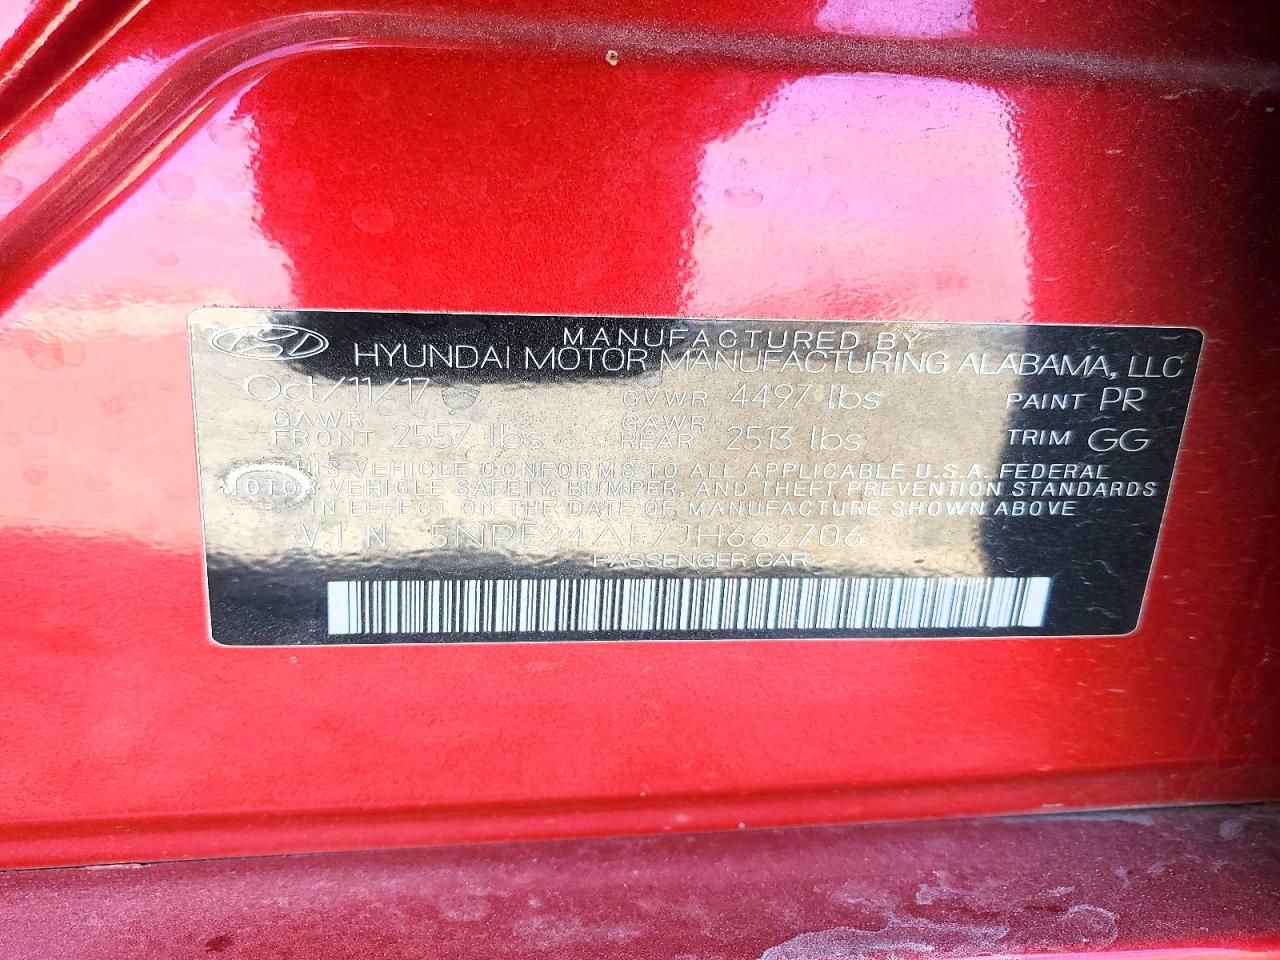 MANUFACTURED BY
HYUNDAI MOTOR MANUFACTURING ALABAMA, LLC
Oct/11/17 GVWR 4497 lbs PAINT PR
GAWR FRONT 2557 lbs GAWR REAR 2513 lbs TRIM GG
THIS VEHICLE CONFORMS TO ALL APPLICABLE U.S.A. FEDERAL
MOTOR VEHICLE SAFETY, BUMPER, AND THEFT PREVENTION STANDARDS
IN EFFECT ON THE DATE OF MANUFACTURE SHOWN ABOVE
V I N 5NPE24AF7JH662706
PASSENGER CAR